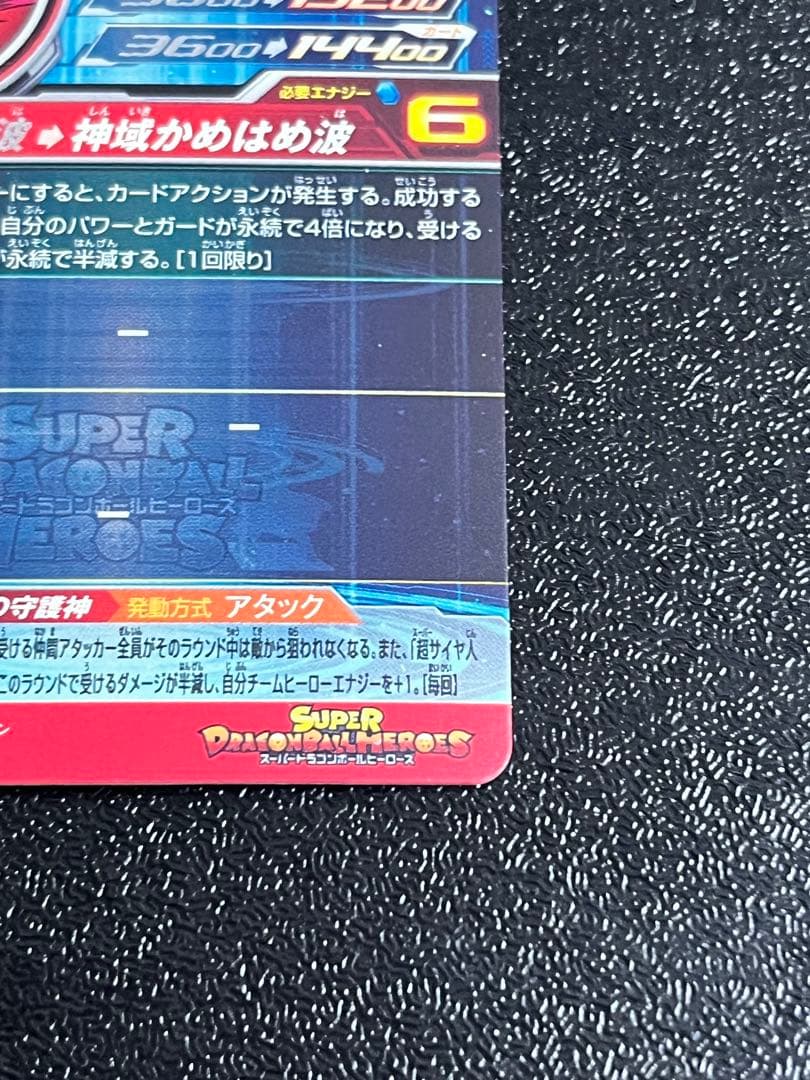 3600➡13200
カード
3600➡14400
必要エナジー 6
波➡神域かめはめ波
しん いき は
ーにすると、カードアクションが発生する。成功する
自分のパワーとガードが永続で4倍になり、受ける
が永続で半減する。[1回限り]
SUPER
DRAGONBALL
スーパードラゴンボールヒーローズ
HEROES
の守護神 発動方式 アタック
受ける仲間アタッカー全員がそのラウンド中は敵から狙われなくなる。また、「超サイヤ人
このラウンドで受けるダメージが半減し、自分チームヒーローエナジーを+1。[毎回]
ン
SUPER
DRAGONBALL HEROES
スーパードラゴンボールヒーローズ